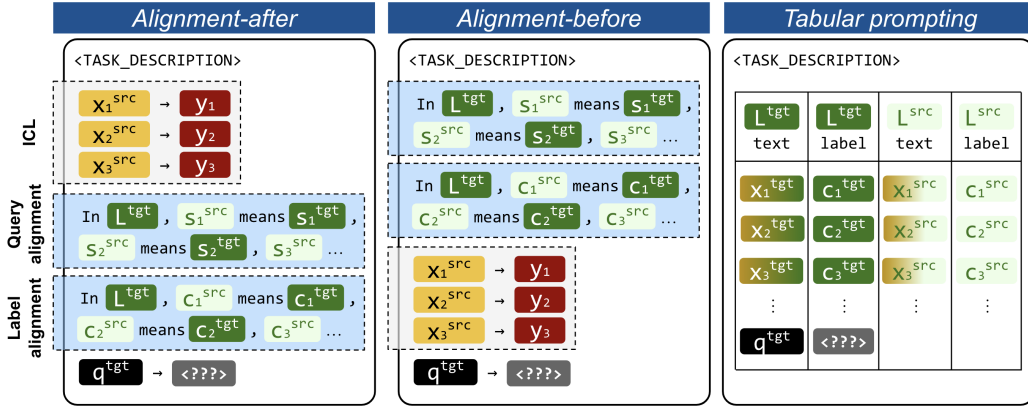 Alignment-after
<TASK_DESCRIPTION>
ICL
x₁ˢʳᶜ → y₁
x₂ˢʳᶜ → y₂
x₃ˢʳᶜ → y₃
Query alignment
In Lᵗᵍᵗ , s₁ˢʳᶜ means s₁ᵗᵍᵗ ,
s₂ˢʳᶜ means s₂ᵗᵍᵗ , s₃ˢʳᶜ ...
Label alignment
In Lᵗᵍᵗ , c₁ˢʳᶜ means c₁ᵗᵍᵗ ,
c₂ˢʳᶜ means c₂ᵗᵍᵗ , c₃ˢʳᶜ ...
qᵗᵍᵗ → <???>
Alignment-before
<TASK_DESCRIPTION>
In Lᵗᵍᵗ , s₁ˢʳᶜ means s₁ᵗᵍᵗ ,
s₂ˢʳᶜ means s₂ᵗᵍᵗ , s₃ˢʳᶜ ...
In Lᵗᵍᵗ , c₁ˢʳᶜ means c₁ᵗᵍᵗ ,
c₂ˢʳᶜ means c₂ᵗᵍᵗ , c₃ˢʳᶜ ...
x₁ˢʳᶜ → y₁
x₂ˢʳᶜ → y₂
x₃ˢʳᶜ → y₃
qᵗᵍᵗ → <???>
Tabular prompting
<TASK_DESCRIPTION>
Lᵗᵍᵗ Lᵗᵍᵗ Lˢʳᶜ Lˢʳᶜ
text label text label
x₁ᵗᵍᵗ c₁ᵗᵍᵗ x₁ˢʳᶜ c₁ˢʳᶜ
x₂ᵗᵍᵗ c₂ᵗᵍᵗ x₂ˢʳᶜ c₂ˢʳᶜ
x₃ᵗᵍᵗ c₃ᵗᵍᵗ x₃ˢʳᶜ c₃ˢʳᶜ
⋮ ⋮ ⋮ ⋮
qᵗᵍᵗ <???>